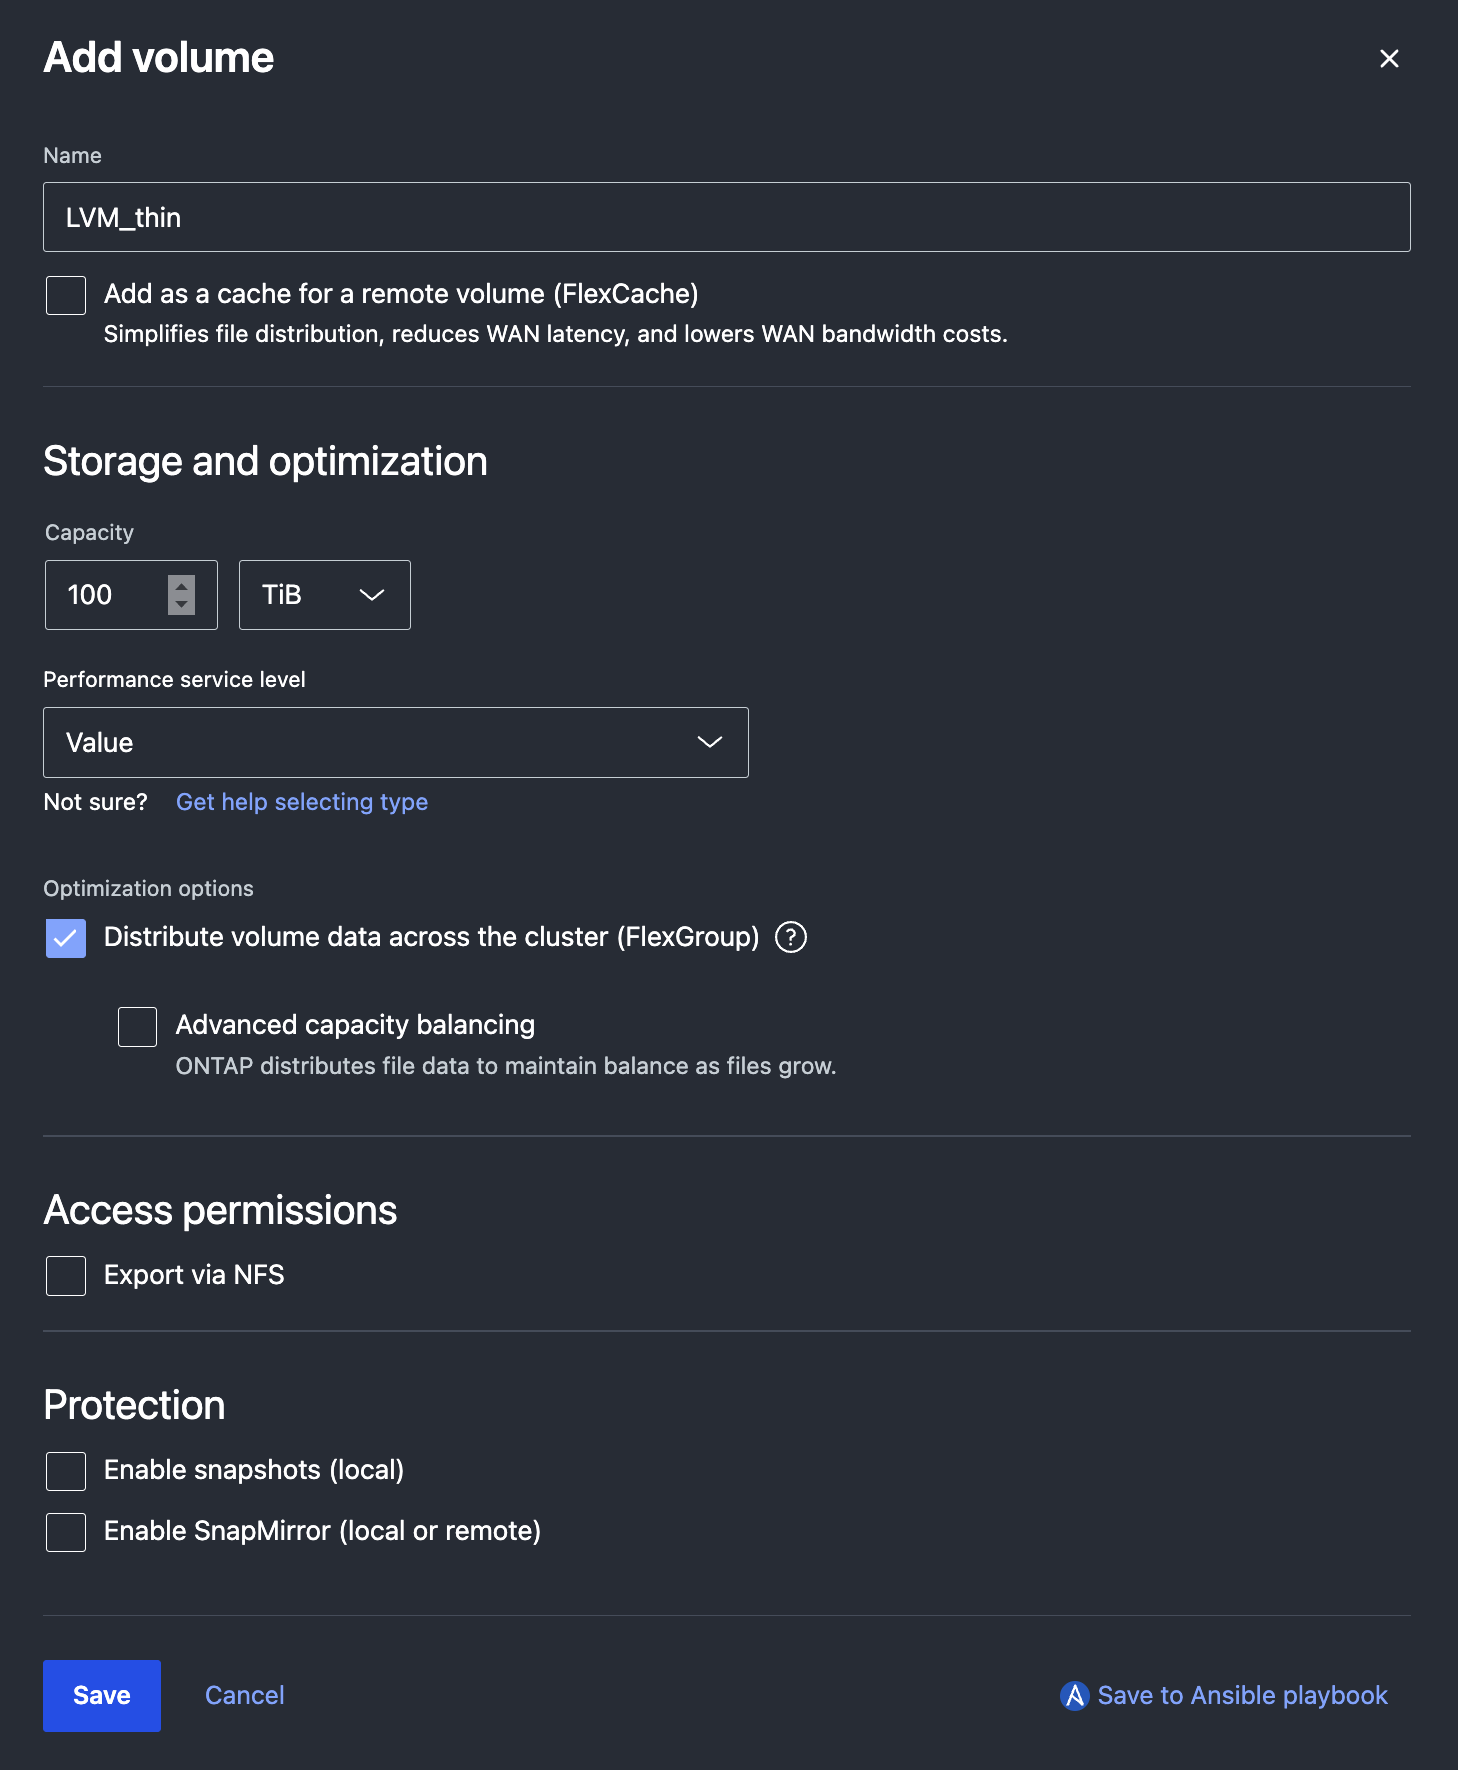 Add volume
Name
LVM_thin
Add as a cache for a remote volume (FlexCache)
Simplifies file distribution, reduces WAN latency, and lowers WAN bandwidth costs.
Storage and optimization
Capacity
100 TiB
Performance service level
Value
Not sure? Get help selecting type
Optimization options
Distribute volume data across the cluster (FlexGroup) ?
Advanced capacity balancing
ONTAP distributes file data to maintain balance as files grow.
Access permissions
Export via NFS
Protection
Enable snapshots (local)
Enable SnapMirror (local or remote)
Save Cancel Save to Ansible playbook